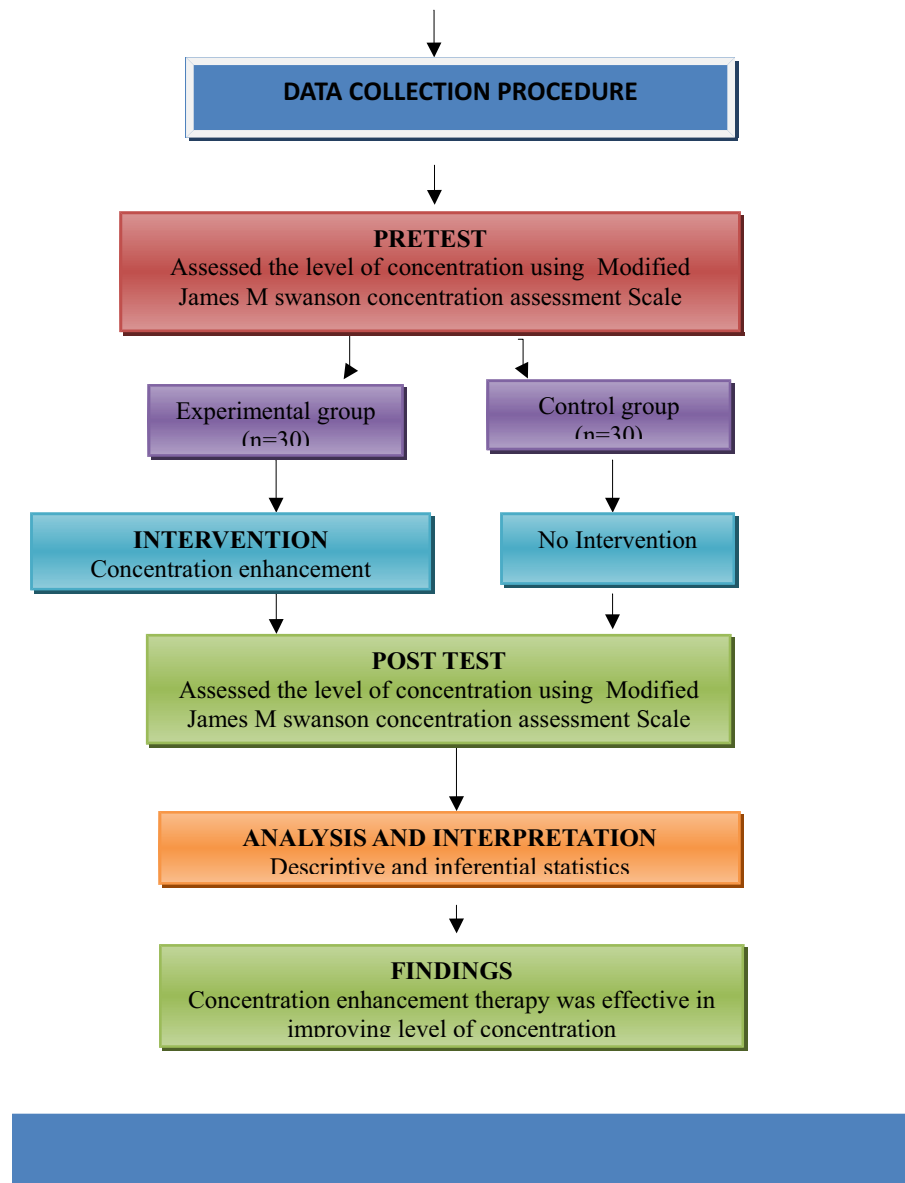 DATA COLLECTION PROCEDURE
PRETEST
Assessed the level of concentration using Modified
James M swanson concentration assessment Scale
Experimental group
(n=30)
Control group
(n=30)
INTERVENTION
Concentration enhancement
No Intervention
POST TEST
Assessed the level of concentration using Modified
James M swanson concentration assessment Scale
ANALYSIS AND INTERPRETATION
Descriptive and inferential statistics
FINDINGS
Concentration enhancement therapy was effective in
improving level of concentration